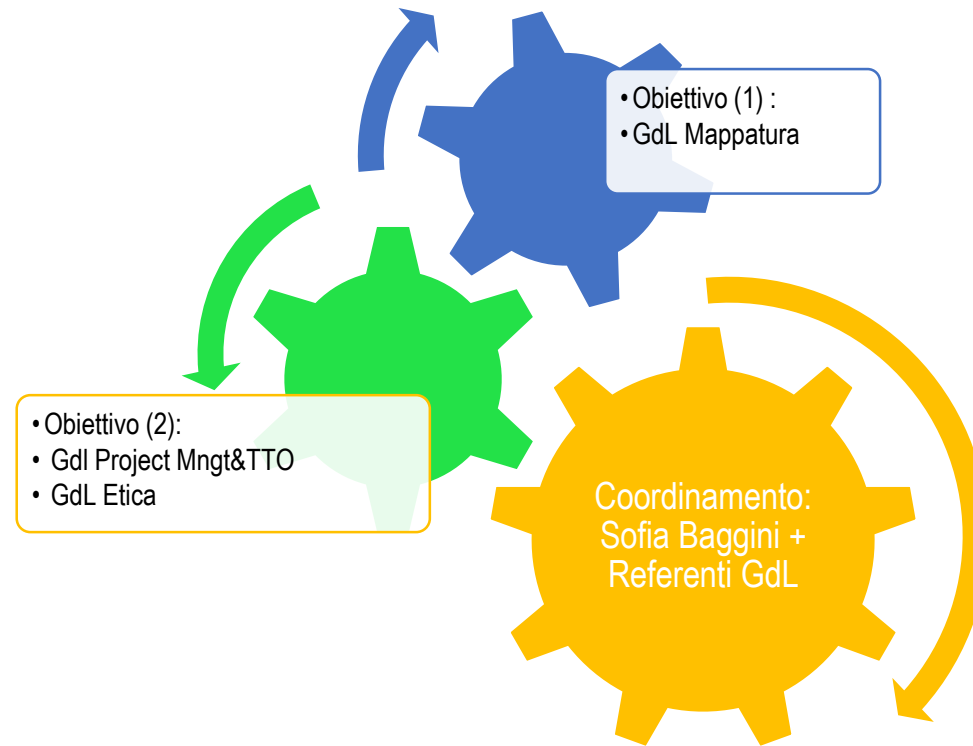 • Obiettivo (1) :
• GdL Mappatura
• Obiettivo (2):
• Gdl Project Mngt&TTO
• GdL Etica
Coordinamento:
Sofia Baggini +
Referenti GdL